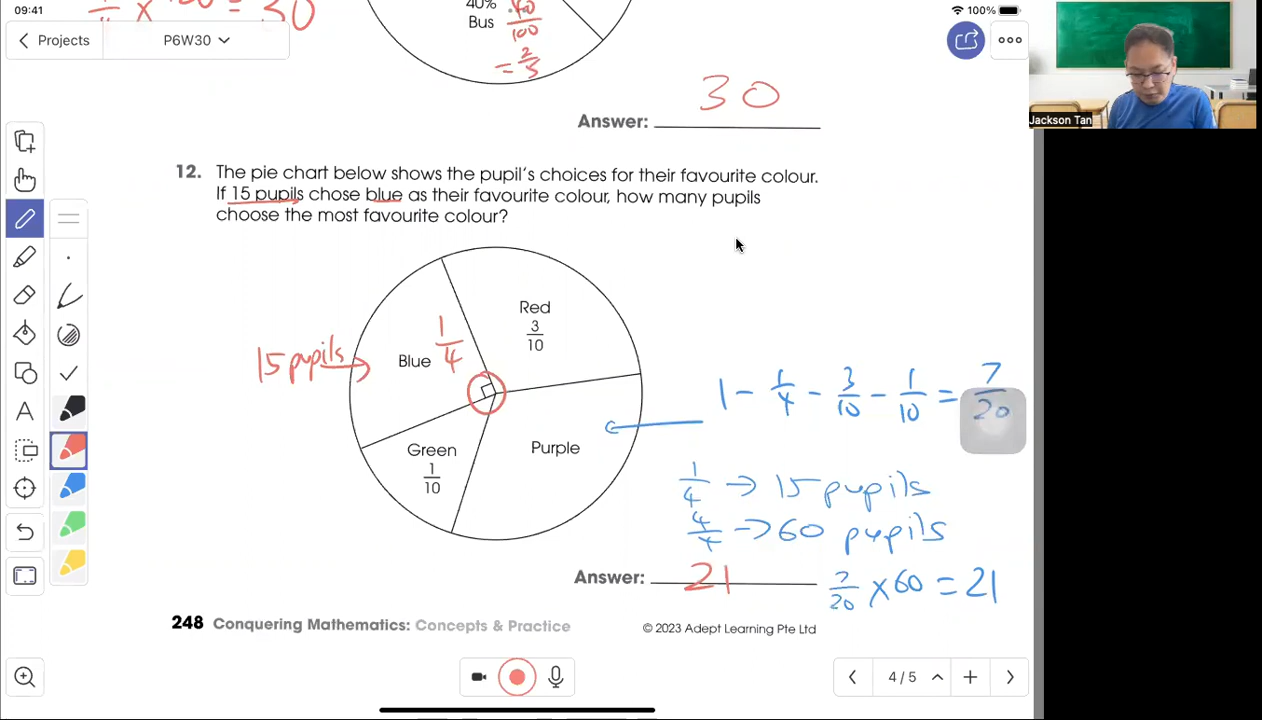 09:41
100%
Projects
P6W30
x = 30
40%
Bus
40/100
= 2/5
30
Answer:
Jackson Tan
12. The pie chart below shows the pupil's choices for their favourite colour.
If 15 pupils chose blue as their favourite colour, how many pupils
choose the most favourite colour?
Red
3/10
Blue 1/4
15 pupils
Green
1/10
Purple
1 - 1/4 - 3/10 - 1/10 = 7/20
1/4 → 15 pupils
4/4 → 60 pupils
7/20 x 60 = 21
Answer: 21
248 Conquering Mathematics: Concepts & Practice
© 2023 Adept Learning Pte Ltd
A
4 / 5